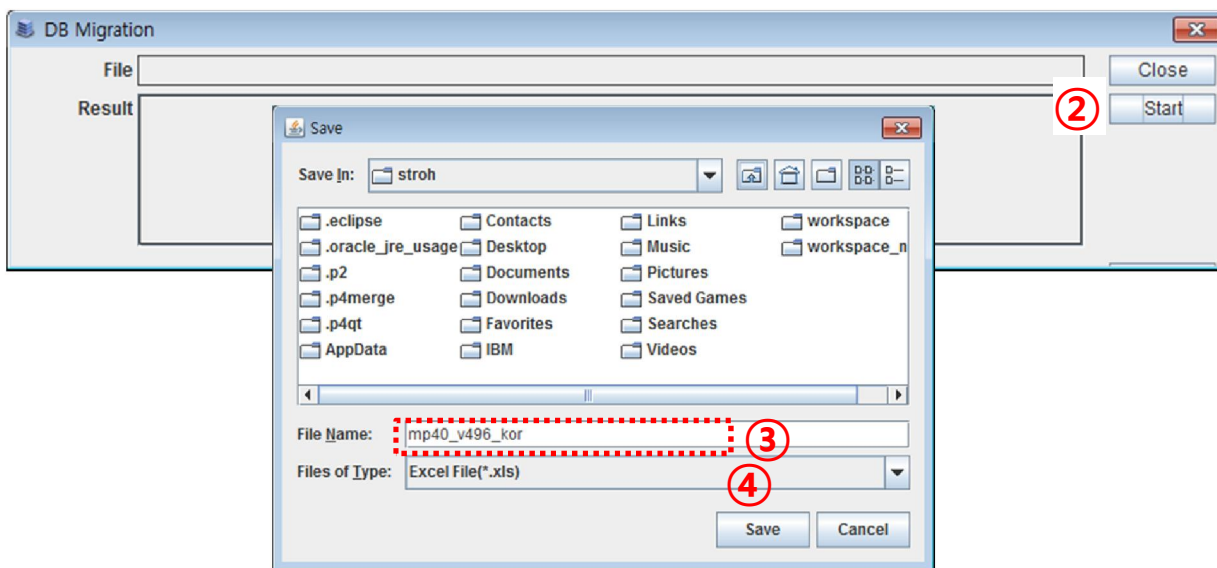 DB Migration
File
Close
Result
② Start
Save
Save In: stroh
.eclipse Contacts Links workspace
.oracle_jre_usage Desktop Music workspace_n
.p2 Documents Pictures
.p4merge Downloads Saved Games
.p4qt Favorites Searches
AppData IBM Videos
File Name: mp40_v496_kor ③
Files of Type: Excel File(*.xls) ④
Save Cancel